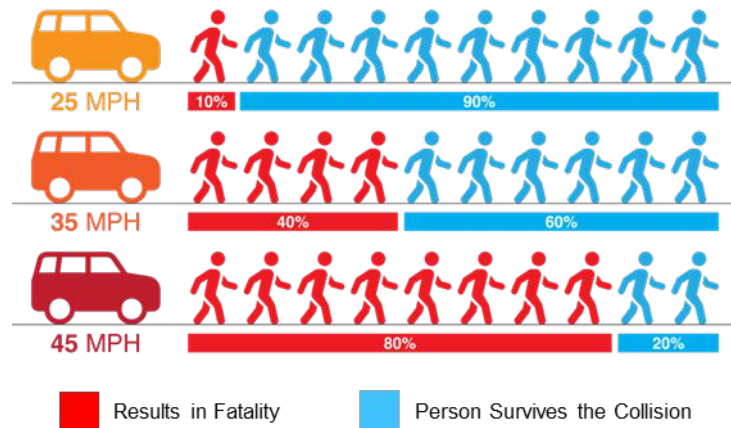 10% 90%
25 MPH
40% 60%
35 MPH
80% 20%
45 MPH
Results in Fatality
Person Survives the Collision